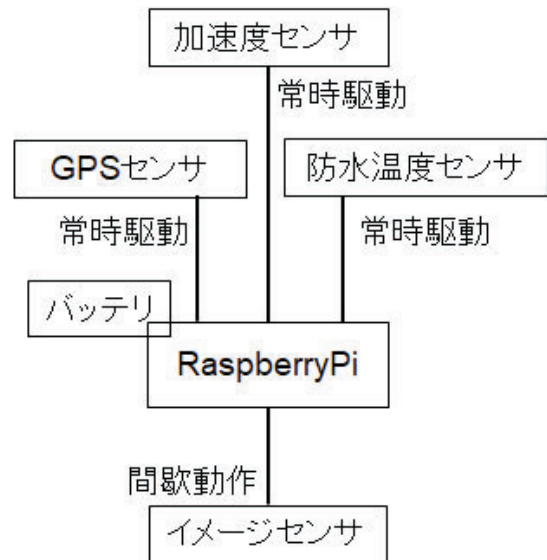 加速度センサ
常時駆動
GPSセンサ
防水温度センサ
常時駆動
常時駆動
バッテリ
RaspberryPi
間歇動作
イメージセンサ